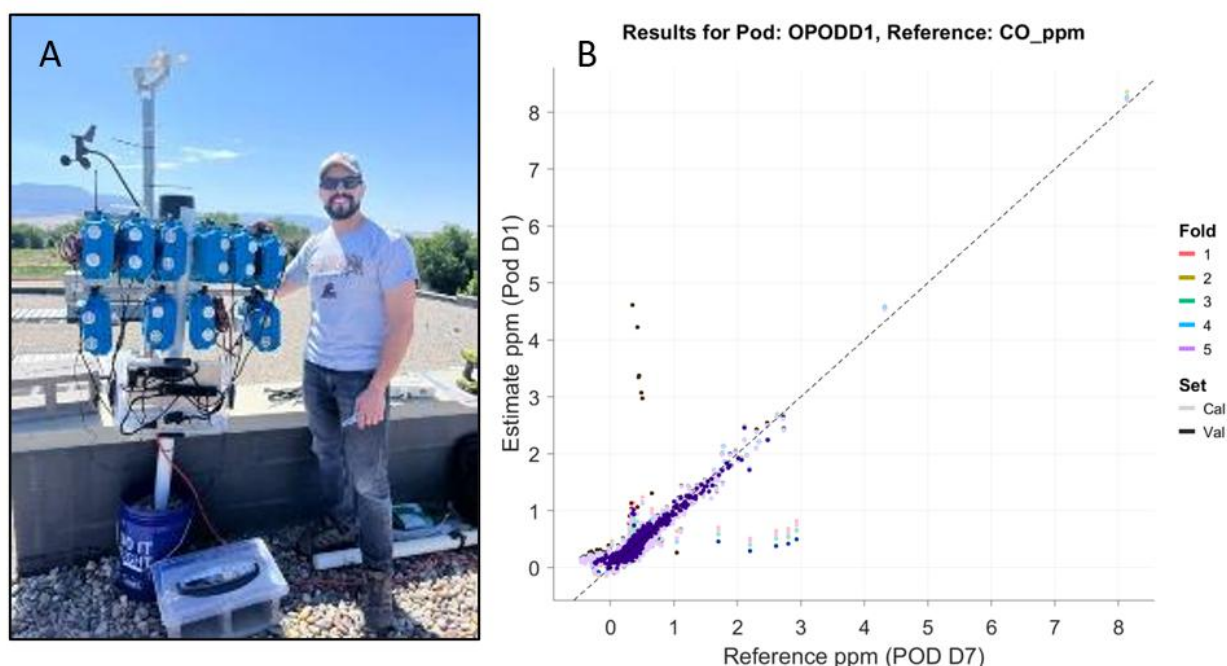 A
B
Results for Pod: OPODD1, Reference: CO_ppm
Estimate ppm (Pod D1)
8
7
6
5
4
3
2
1
0
0 1 2 3 4 5 6 7 8
Reference ppm (POD D7)
Fold
1
2
3
4
5
Set
Cal
Val